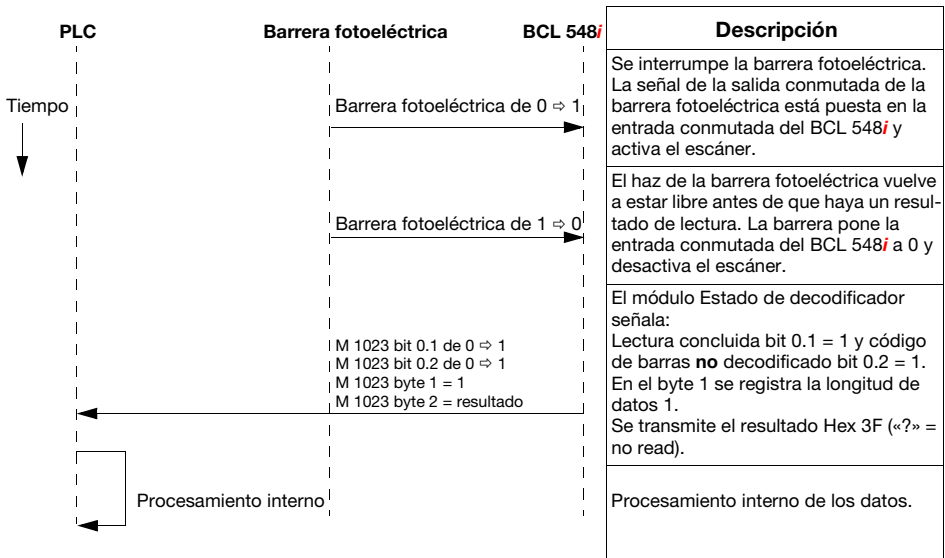 PLC
Barrera fotoeléctrica
BCL 548i
Descripción
Tiempo
Barrera fotoeléctrica de 0 ⇨ 1
Se interrumpe la barrera fotoeléctrica.
La señal de la salida conmutada de la
barrera fotoeléctrica está puesta en la
entrada conmutada del BCL 548i y
activa el escáner.
Barrera fotoeléctrica de 1 ⇨ 0
El haz de la barrera fotoeléctrica vuelve
a estar libre antes de que haya un resul-
tado de lectura. La barrera pone la
entrada conmutada del BCL 548i a 0 y
desactiva el escáner.
M 1023 bit 0.1 de 0 ⇨ 1
M 1023 bit 0.2 de 0 ⇨ 1
M 1023 byte 1 = 1
M 1023 byte 2 = resultado
El módulo Estado de decodificador
señala:
Lectura concluida bit 0.1 = 1 y código
de barras no decodificado bit 0.2 = 1.
En el byte 1 se registra la longitud de
datos 1.
Se transmite el resultado Hex 3F («?» =
no read).
Procesamiento interno
Procesamiento interno de los datos.